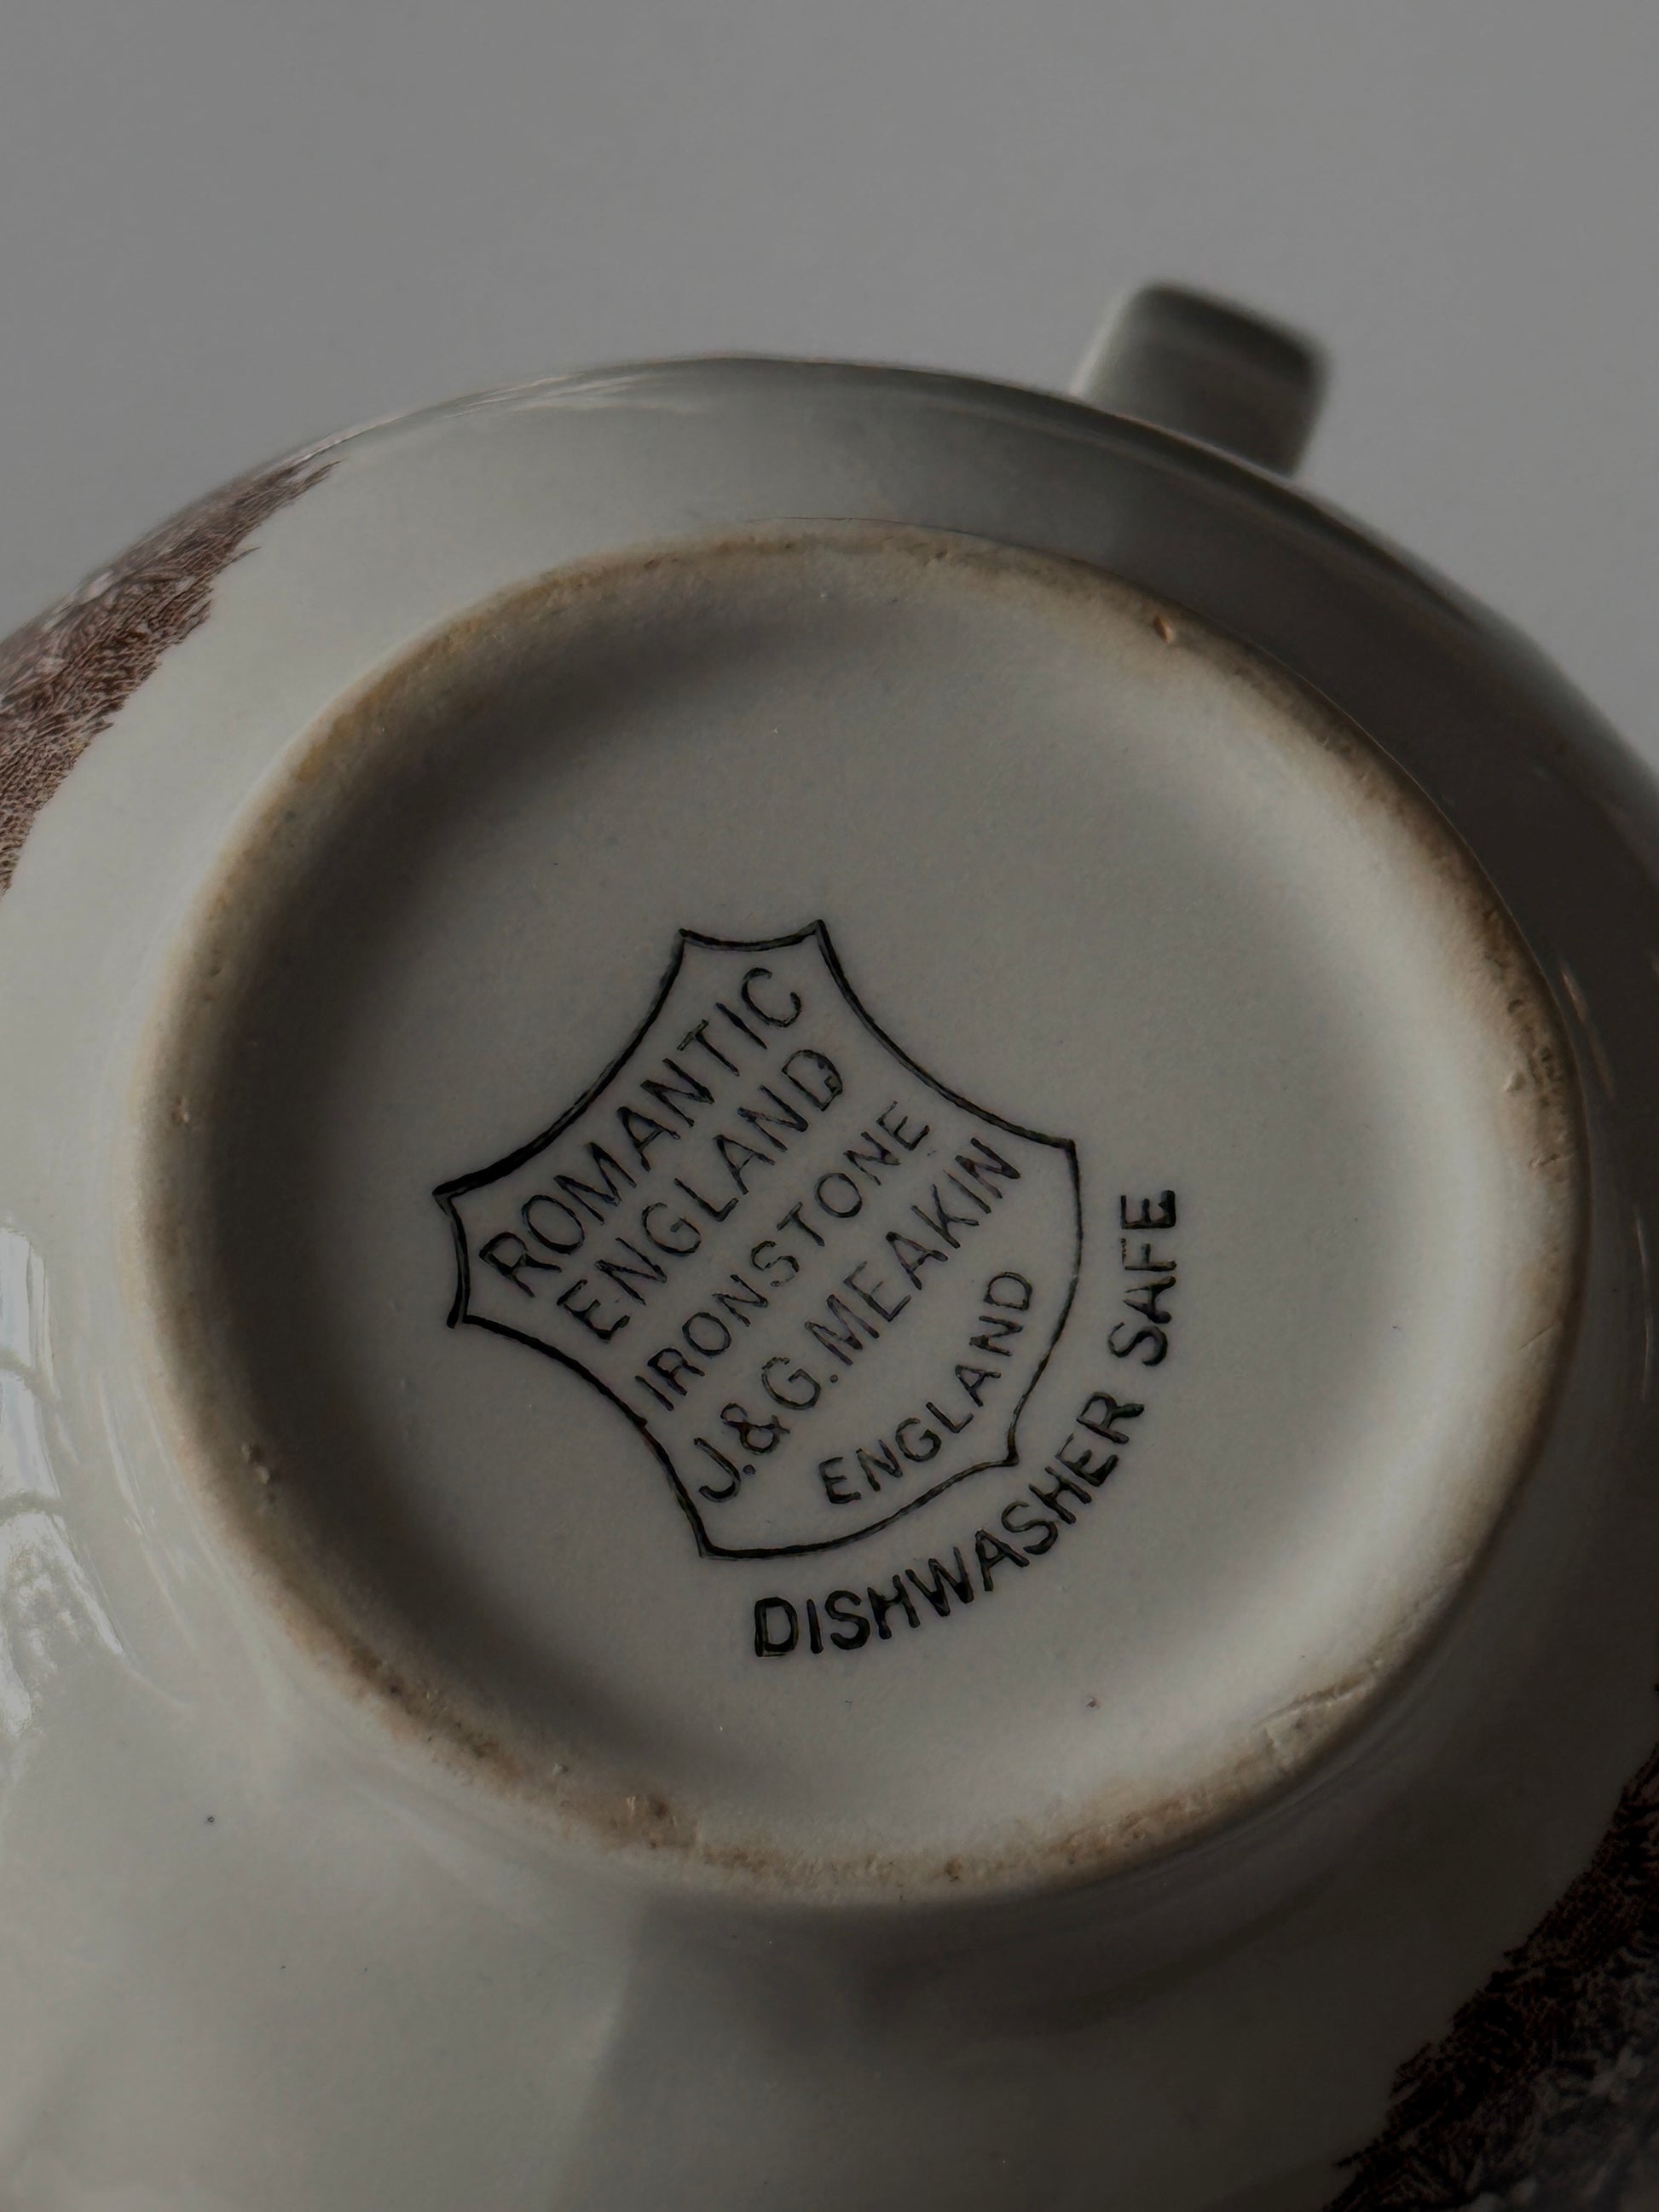 ROMANTIC
ENGLAND
IRONSTONE
J.&G.MEAKIN
ENGLAND
DISHWASHER SAFE